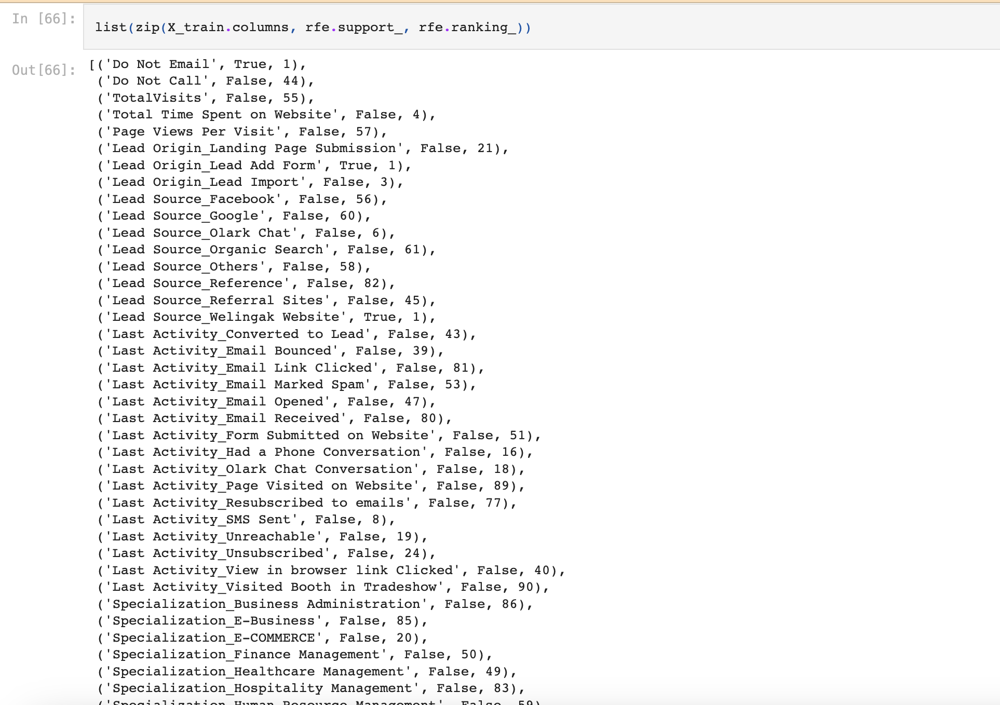 In [66]:
list(zip(X_train.columns, rfe.support_, rfe.ranking_))
Out[66]:
[('Do Not Email', True, 1),
('Do Not Call', False, 44),
('TotalVisits', False, 55),
('Total Time Spent on Website', False, 4),
('Page Views Per Visit', False, 57),
('Lead Origin_Landing Page Submission', False, 21),
('Lead Origin_Lead Add Form', True, 1),
('Lead Origin_Lead Import', False, 3),
('Lead Source_Facebook', False, 56),
('Lead Source_Google', False, 60),
('Lead Source_Olark Chat', False, 6),
('Lead Source_Organic Search', False, 61),
('Lead Source_Others', False, 58),
('Lead Source_Reference', False, 82),
('Lead Source_Referral Sites', False, 45),
('Lead Source_Welingak Website', True, 1),
('Last Activity_Converted to Lead', False, 43),
('Last Activity_Email Bounced', False, 39),
('Last Activity_Email Link Clicked', False, 81),
('Last Activity_Email Marked Spam', False, 53),
('Last Activity_Email Opened', False, 47),
('Last Activity_Email Received', False, 80),
('Last Activity_Form Submitted on Website', False, 51),
('Last Activity_Had a Phone Conversation', False, 16),
('Last Activity_Olark Chat Conversation', False, 18),
('Last Activity_Page Visited on Website', False, 89),
('Last Activity_Resubscribed to emails', False, 77),
('Last Activity_SMS Sent', False, 8),
('Last Activity_Unreachable', False, 19),
('Last Activity_Unsubscribed', False, 24),
('Last Activity_View in browser link Clicked', False, 40),
('Last Activity_Visited Booth in Tradeshow', False, 90),
('Specialization_Business Administration', False, 86),
('Specialization_E-Business', False, 85),
('Specialization_E-COMMERCE', False, 20),
('Specialization_Finance Management', False, 50),
('Specialization_Healthcare Management', False, 49),
('Specialization_Hospitality Management', False, 83),
('Specialization_Human Resource Management', False, 59)